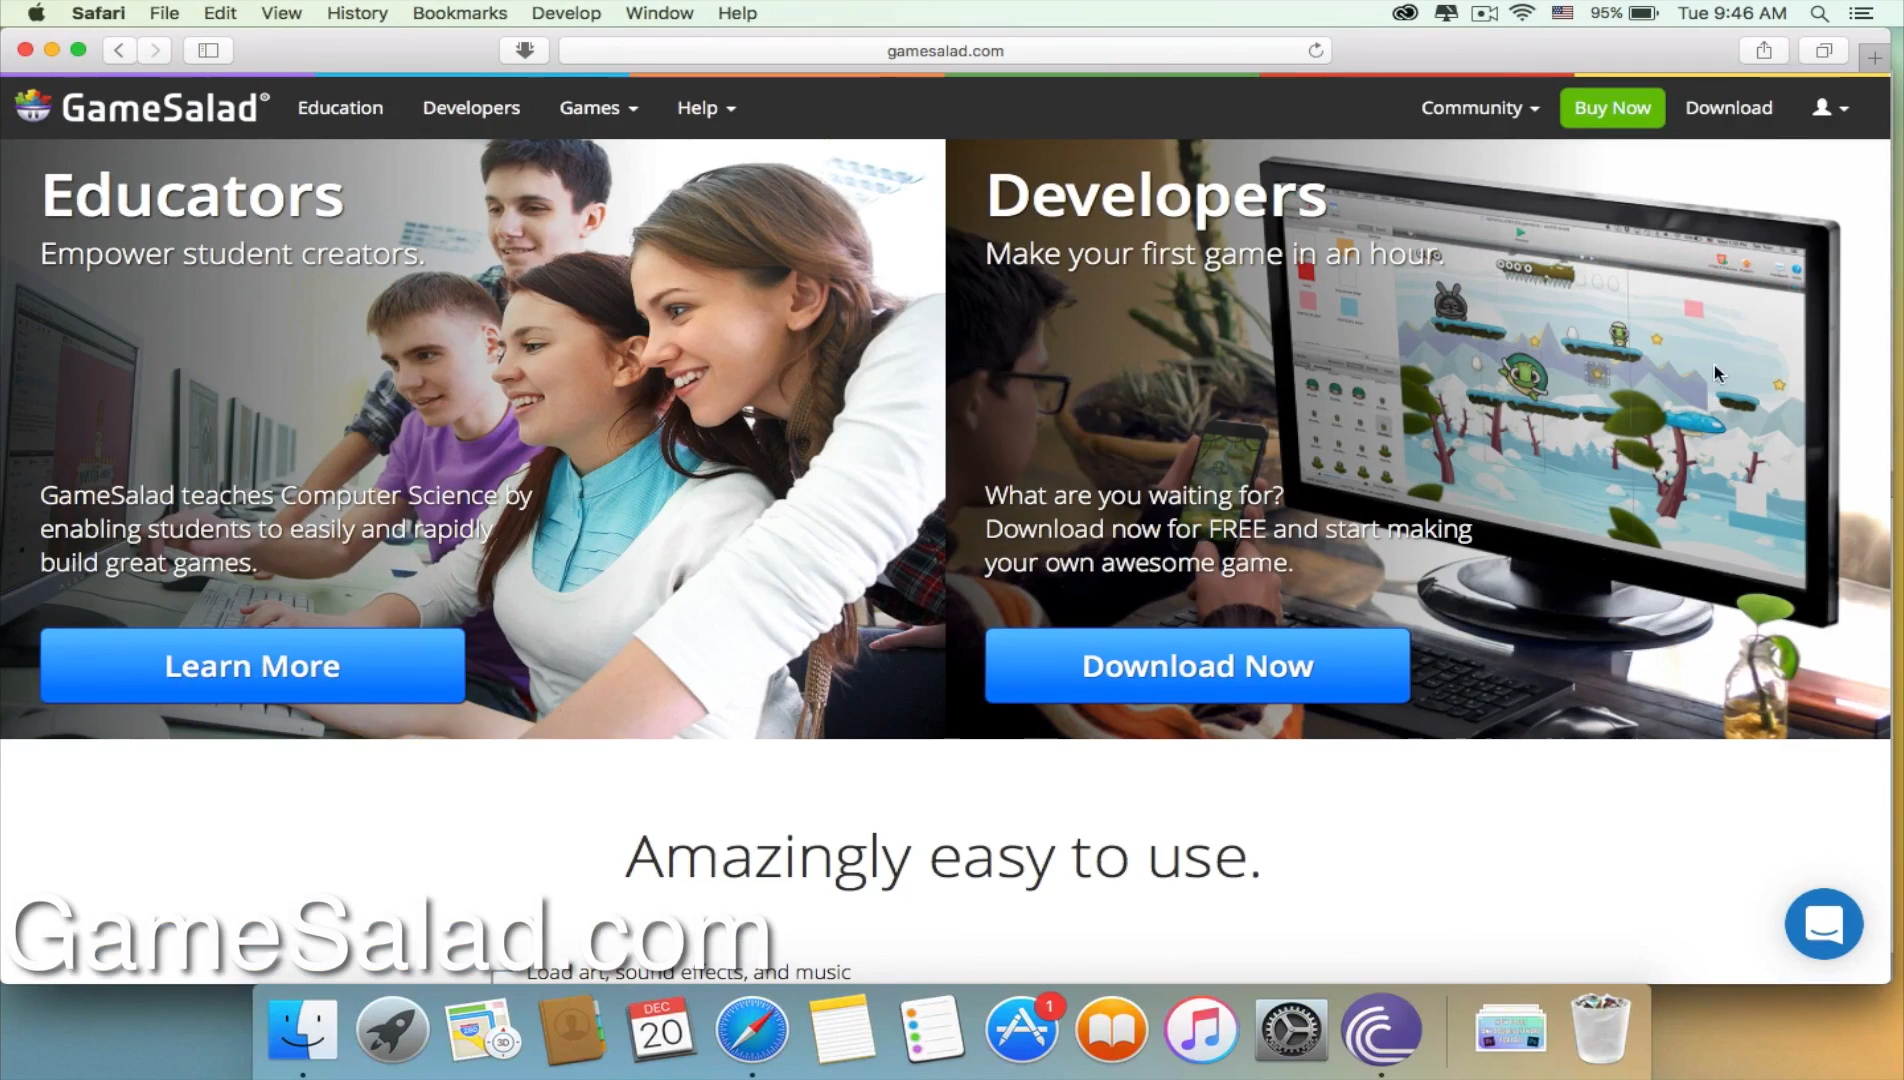 Safari File Edit View History Bookmarks Develop Window Help 95% Tue 9:46 AM
gamesalad.com
GameSalad® Education Developers Games Help Community Buy Now Download
Educators
Empower student creators.
GameSalad teaches Computer Science by
enabling students to easily and rapidly
build great games.
Learn More
Developers
Make your first game in an hour.
What are you waiting for?
Download now for FREE and start making
your own awesome game.
Download Now
Amazingly easy to use.
GameSalad.com
Load art, sound effects, and music
280
3D
DEC
20
1